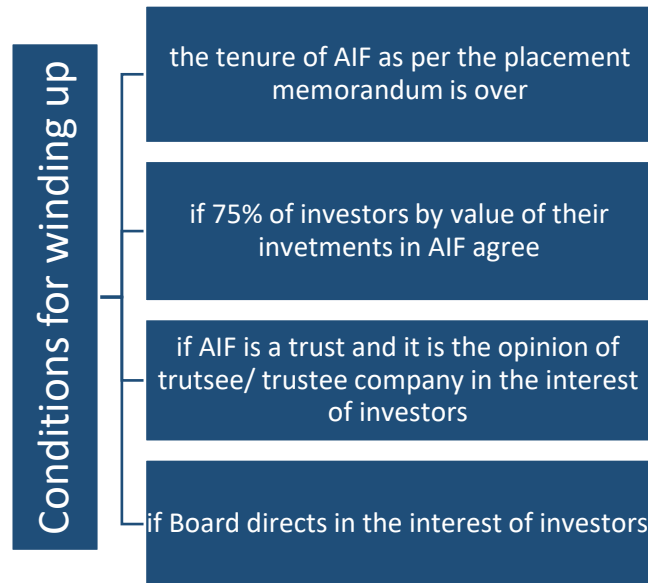 Conditions for winding up
the tenure of AIF as per the placement
memorandum is over
if 75% of investors by value of their
invetments in AIF agree
if AIF is a trust and it is the opinion of
trutsee/ trustee company in the interest
of investors
if Board directs in the interest of investors